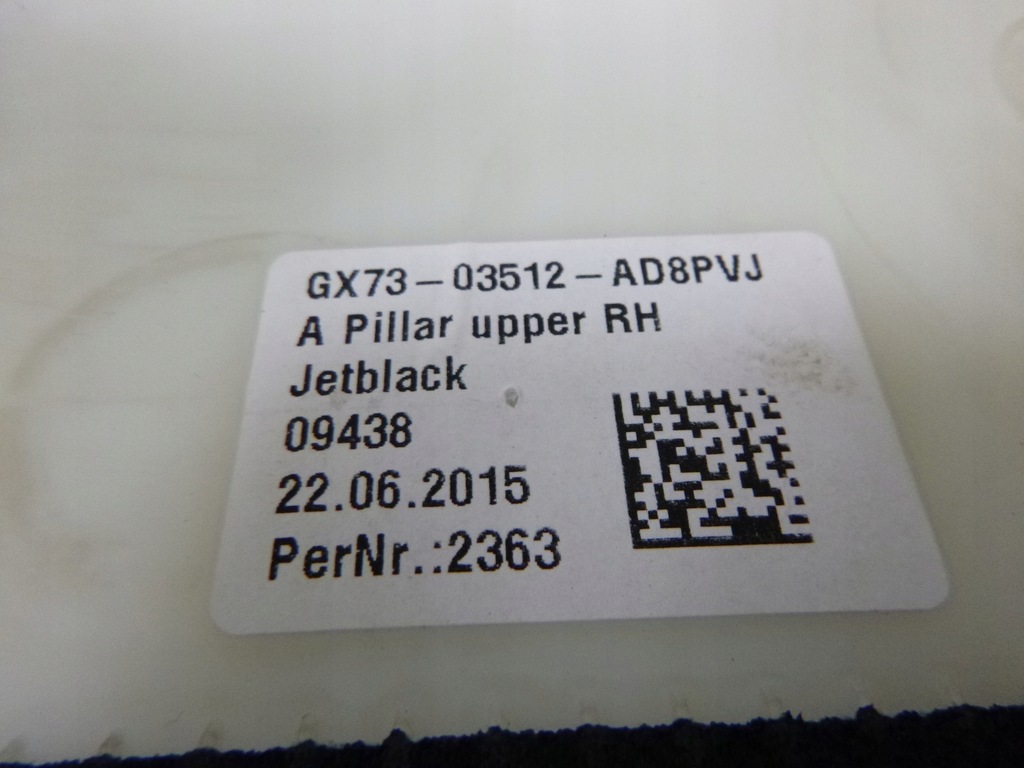 GX73-03512-AD8PVJ
A Pillar upper RH
Jetblack
09438
22.06.2015
PerNr.:2363